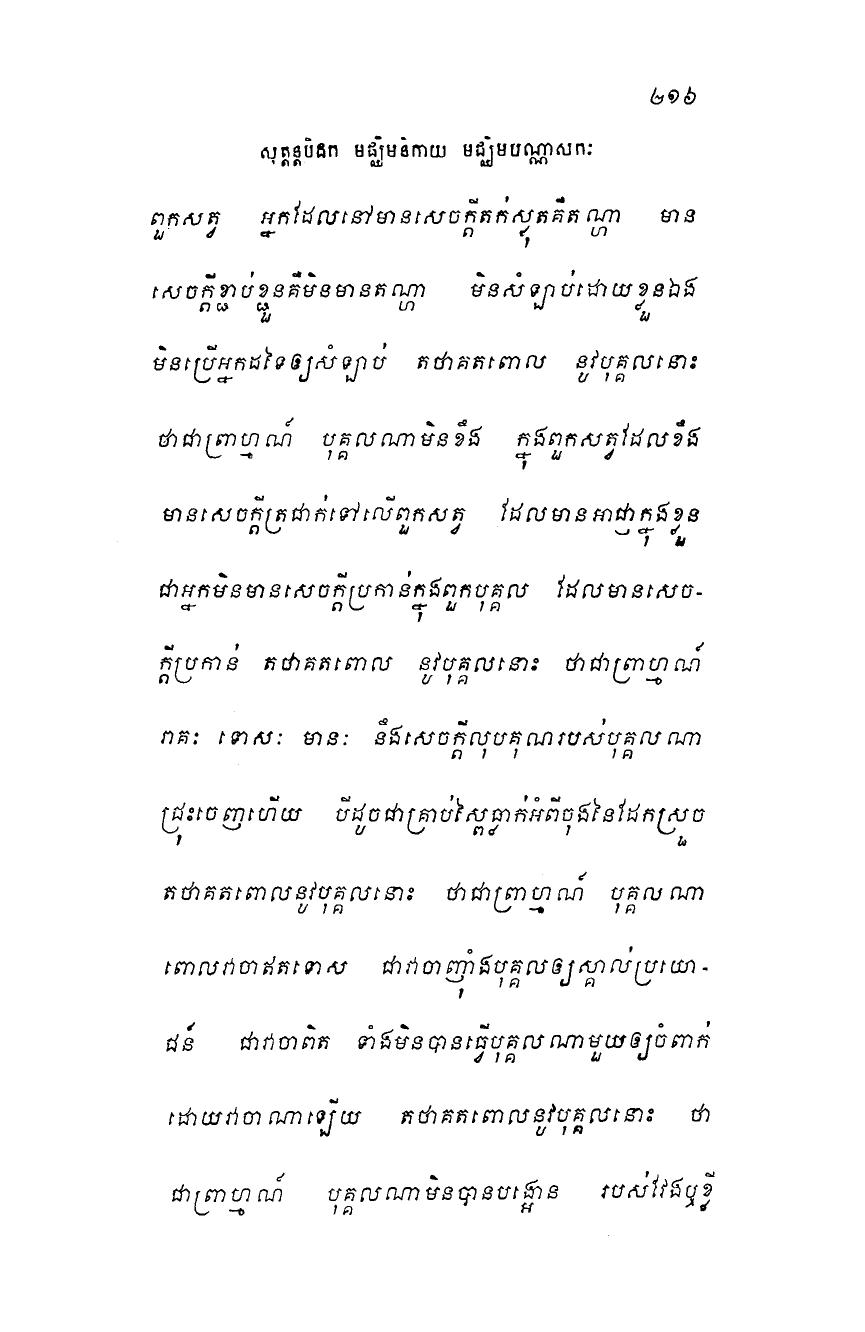 ២១៦
សុត្តន្តបិដក មជ្ឈិមនិកាយ មជ្ឈិមបណ្ណាសកៈ
ពួកសត្វ អ្នកដែលនៅមានសេចក្តីតក់ស្លុតគឺតណ្ហា មាន
សេចក្តីខ្ជាប់ខ្ជួនគឺមិនមានតណ្ហា មិនសំឡាប់ដោយខ្លួនឯង
មិនប្រើអ្នកដទៃឲ្យសំឡាប់ តថាគតពោល នូវបុគ្គលនោះ
ថាជាព្រាហ្មណ៍ បុគ្គលណាមិនខឹង ក្នុងពួកសត្វដែលខឹង
មានសេចក្តីត្រជាក់ទៅលើពួកសត្វ ដែលមានអាជ្ញាក្នុងខ្លួន
ជាអ្នកមិនមានសេចក្តីប្រកាន់ក្នុងពួកបុគ្គល ដែលមានសេច-
ក្តីប្រកាន់ តថាគតពោល នូវបុគ្គលនោះ ថាជាព្រាហ្មណ៍
រាគៈ ទោសៈ មានៈ នឹងសេចក្តីលុបគុណរបស់បុគ្គលណា
ជ្រុះចេញហើយ បីដូចជាគ្រាប់ស្ពៃធ្លាក់អំពីចុងនៃដែកស្រួច
តថាគតពោលនូវបុគ្គលនោះ ថាជាព្រាហ្មណ៍ បុគ្គលណា
ពោលវាចាឥតទោស ជាវាចាញ៉ាំងបុគ្គលឲ្យស្គាល់ប្រយោ-
ជន៍ ជាវាចាពិត ទាំងមិនបានធ្វើបុគ្គលណាមួយឲ្យចំពាក់
ដោយវាចាណាឡើយ តថាគតពោលនូវបុគ្គលនោះ ថា
ជាព្រាហ្មណ៍ បុគ្គលណាមិនបានបង្អោន របស់វែងឬខ្លី